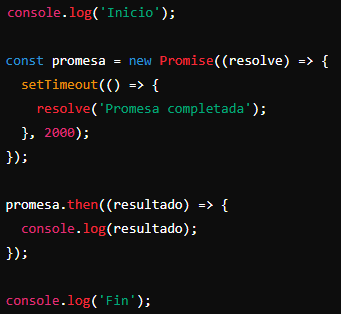 console.log('Inicio');

const promesa = new Promise((resolve) => {
  setTimeout(() => {
    resolve('Promesa completada');
  }, 2000);
});

promesa.then((resultado) => {
  console.log(resultado);
});

console.log('Fin');